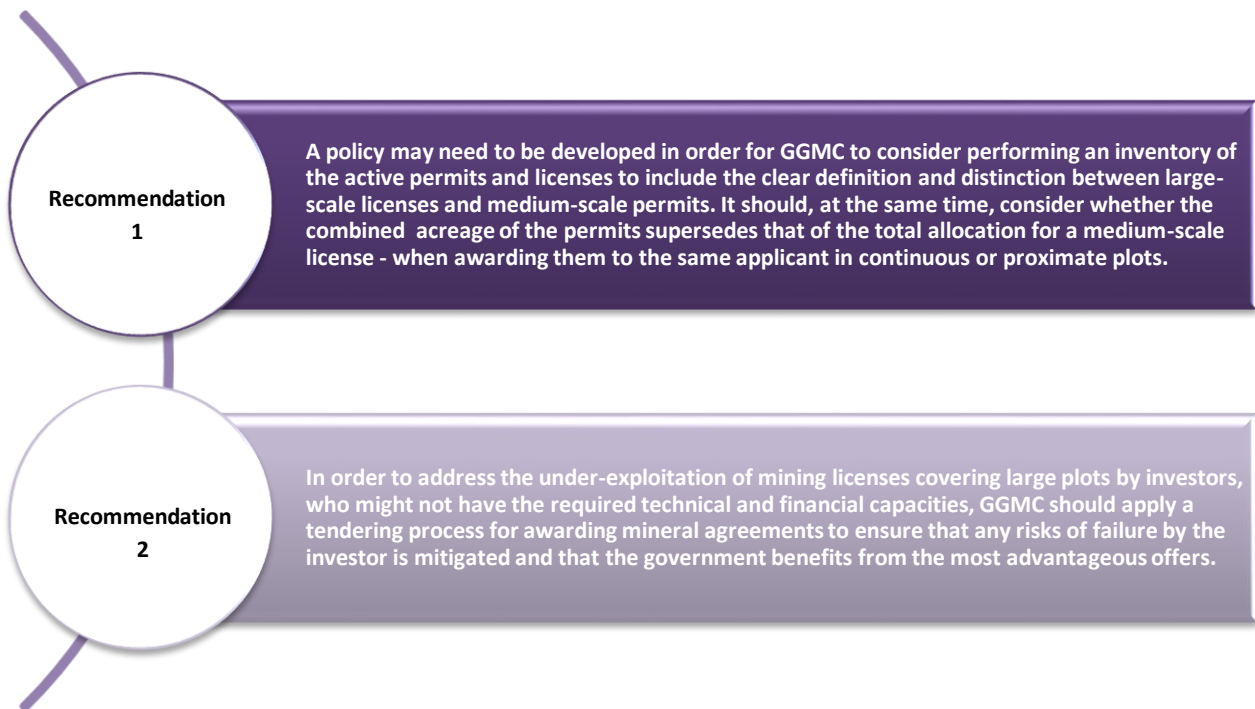 Recommendation
1
A policy may need to be developed in order for GGMC to consider performing an inventory of
the active permits and licenses to include the clear definition and distinction between large-
scale licenses and medium-scale permits. It should, at the same time, consider whether the
combined acreage of the permits supersedes that of the total allocation for a medium-scale
license - when awarding them to the same applicant in continuous or proximate plots.
Recommendation
2
In order to address the under-exploitation of mining licenses covering large plots by investors,
who might not have the required technical and financial capacities, GGMC should apply a
tendering process for awarding mineral agreements to ensure that any risks of failure by the
investor is mitigated and that the government benefits from the most advantageous offers.